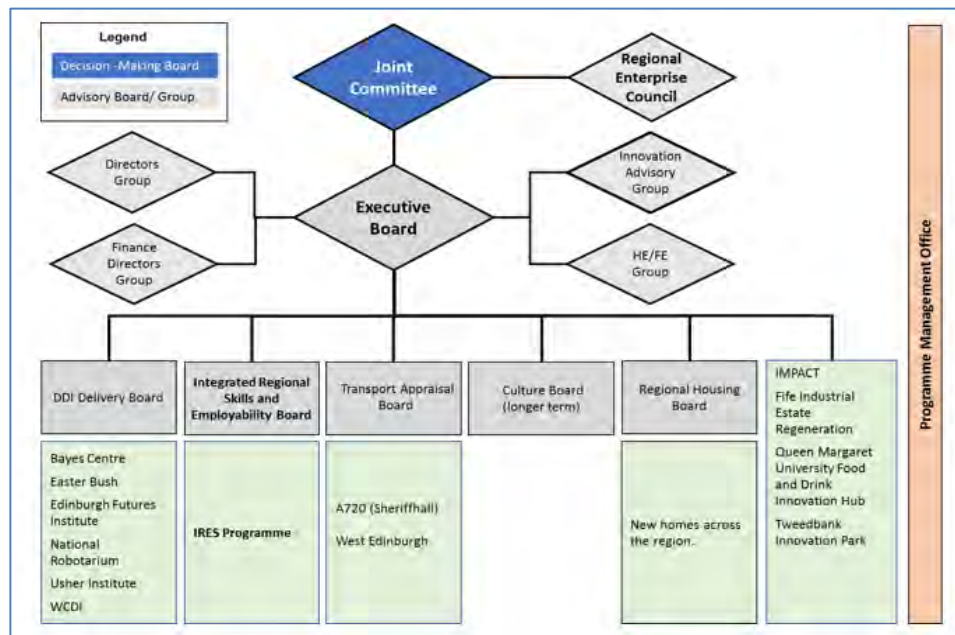 Legend
Decision -Making Board
Advisory Board/ Group
Joint
Committee
Regional
Enterprise
Council
Directors
Group
Innovation
Advisory
Group
Executive
Board
Finance
Directors
Group
HE/FE
Group
DDI Delivery Board
Integrated Regional
Skills and
Employability Board
Transport Appraisal
Board
Culture Board
(longer term)
Regional Housing
Board
IMPACT
Fife Industrial
Estate
Regeneration
Queen Margaret
University Food
and Drink
Innovation Hub
Tweedbank
Innovation Park
Bayes Centre
Easter Bush
Edinburgh Futures
Institute
National
Robotarium
Usher Institute
WCDI
IRES Programme
A720 (Sheriffhall)
West Edinburgh
New homes across
the region.
Programme Management Office